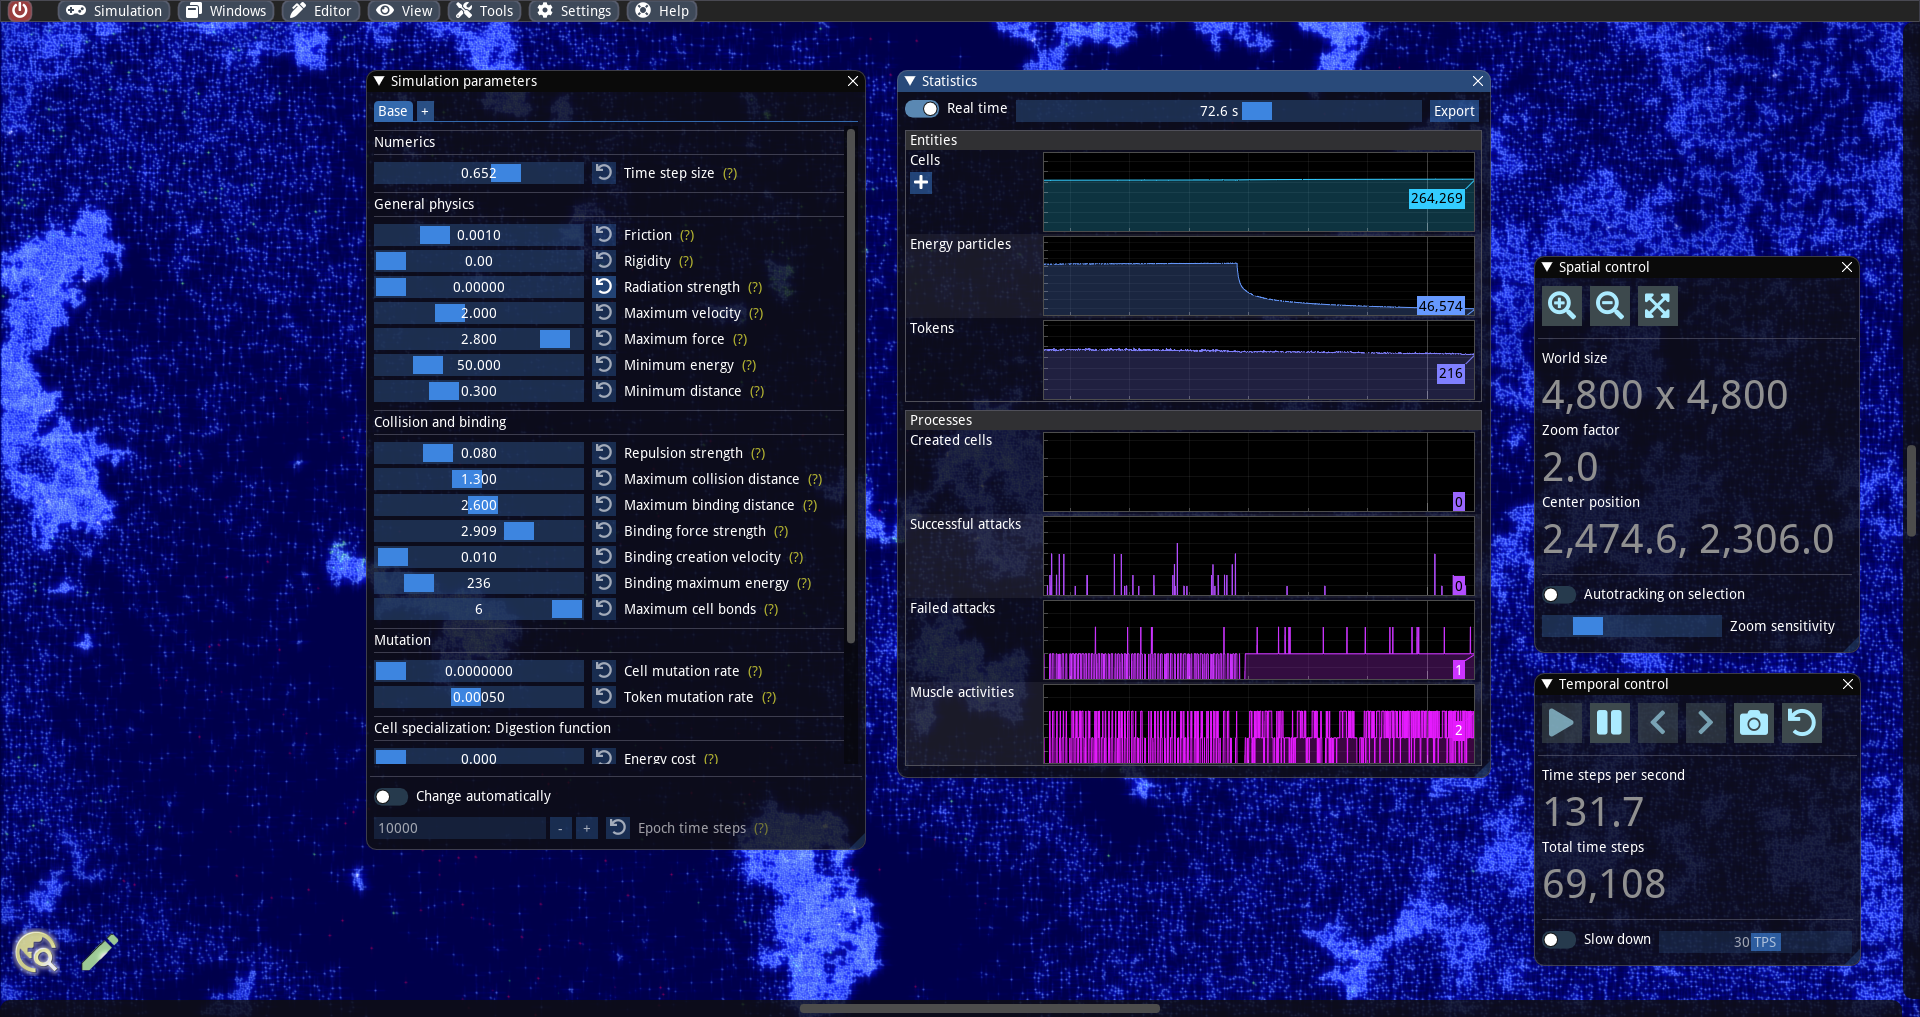 Simulation Windows Editor View Tools Settings Help
Simulation parameters
Base +
Numerics
0.652 Time step size (?)
General physics
0.0010 Friction (?)
0.00 Rigidity (?)
0.00000 Radiation strength (?)
2.000 Maximum velocity (?)
2.800 Maximum force (?)
50.000 Minimum energy (?)
0.300 Minimum distance (?)
Collision and binding
0.080 Repulsion strength (?)
1.300 Maximum collision distance (?)
2.600 Maximum binding distance (?)
2.909 Binding force strength (?)
0.010 Binding creation velocity (?)
236 Binding maximum energy (?)
6 Maximum cell bonds (?)
Mutation
0.0000000 Cell mutation rate (?)
0.00050 Token mutation rate (?)
Cell specialization: Digestion function
0.000 Energy cost (?)
Change automatically
10000 - + Epoch time steps (?)
Statistics
Real time 72.6 s Export
Entities
Cells
264,269
Energy particles
46,574
Tokens
216
Processes
Created cells
0
Successful attacks
0
Failed attacks
1
Muscle activities
2
Spatial control
World size
4,800 x 4,800
Zoom factor
2.0
Center position
2,474.6, 2,306.0
Autotracking on selection
Zoom sensitivity
Temporal control
Time steps per second
131.7
Total time steps
69,108
Slow down 30 TPS